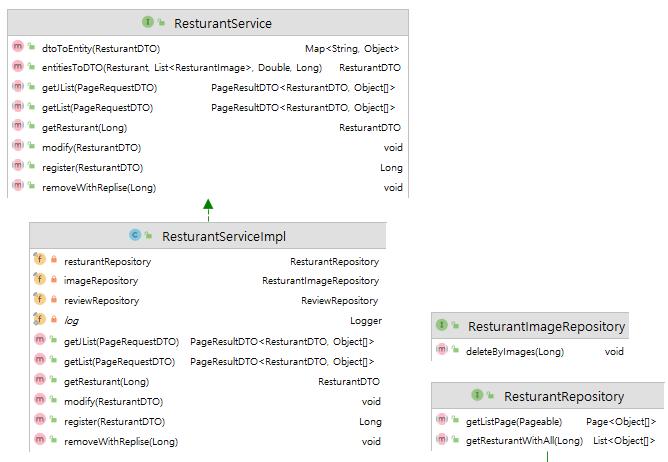 ResturantService
dtoToEntity(ResturantDTO) Map<String, Object>
entitiesToDTO(Resturant, List<ResturantImage>, Double, Long) ResturantDTO
getJList(PageRequestDTO) PageResultDTO<ResturantDTO, Object[]>
getList(PageRequestDTO) PageResultDTO<ResturantDTO, Object[]>
getResturant(Long) ResturantDTO
modify(ResturantDTO) void
register(ResturantDTO) Long
removeWithReplise(Long) void
ResturantServiceImpl
resturantRepository ResturantRepository
imageRepository ResturantImageRepository
reviewRepository ReviewRepository
log Logger
getJList(PageRequestDTO) PageResultDTO<ResturantDTO, Object[]>
getList(PageRequestDTO) PageResultDTO<ResturantDTO, Object[]>
getResturant(Long) ResturantDTO
modify(ResturantDTO) void
register(ResturantDTO) Long
removeWithReplise(Long) void
ResturantImageRepository
deleteByImages(Long) void
ResturantRepository
getListPage(Pageable) Page<Object[]>
getResturantWithAll(Long) List<Object[]>